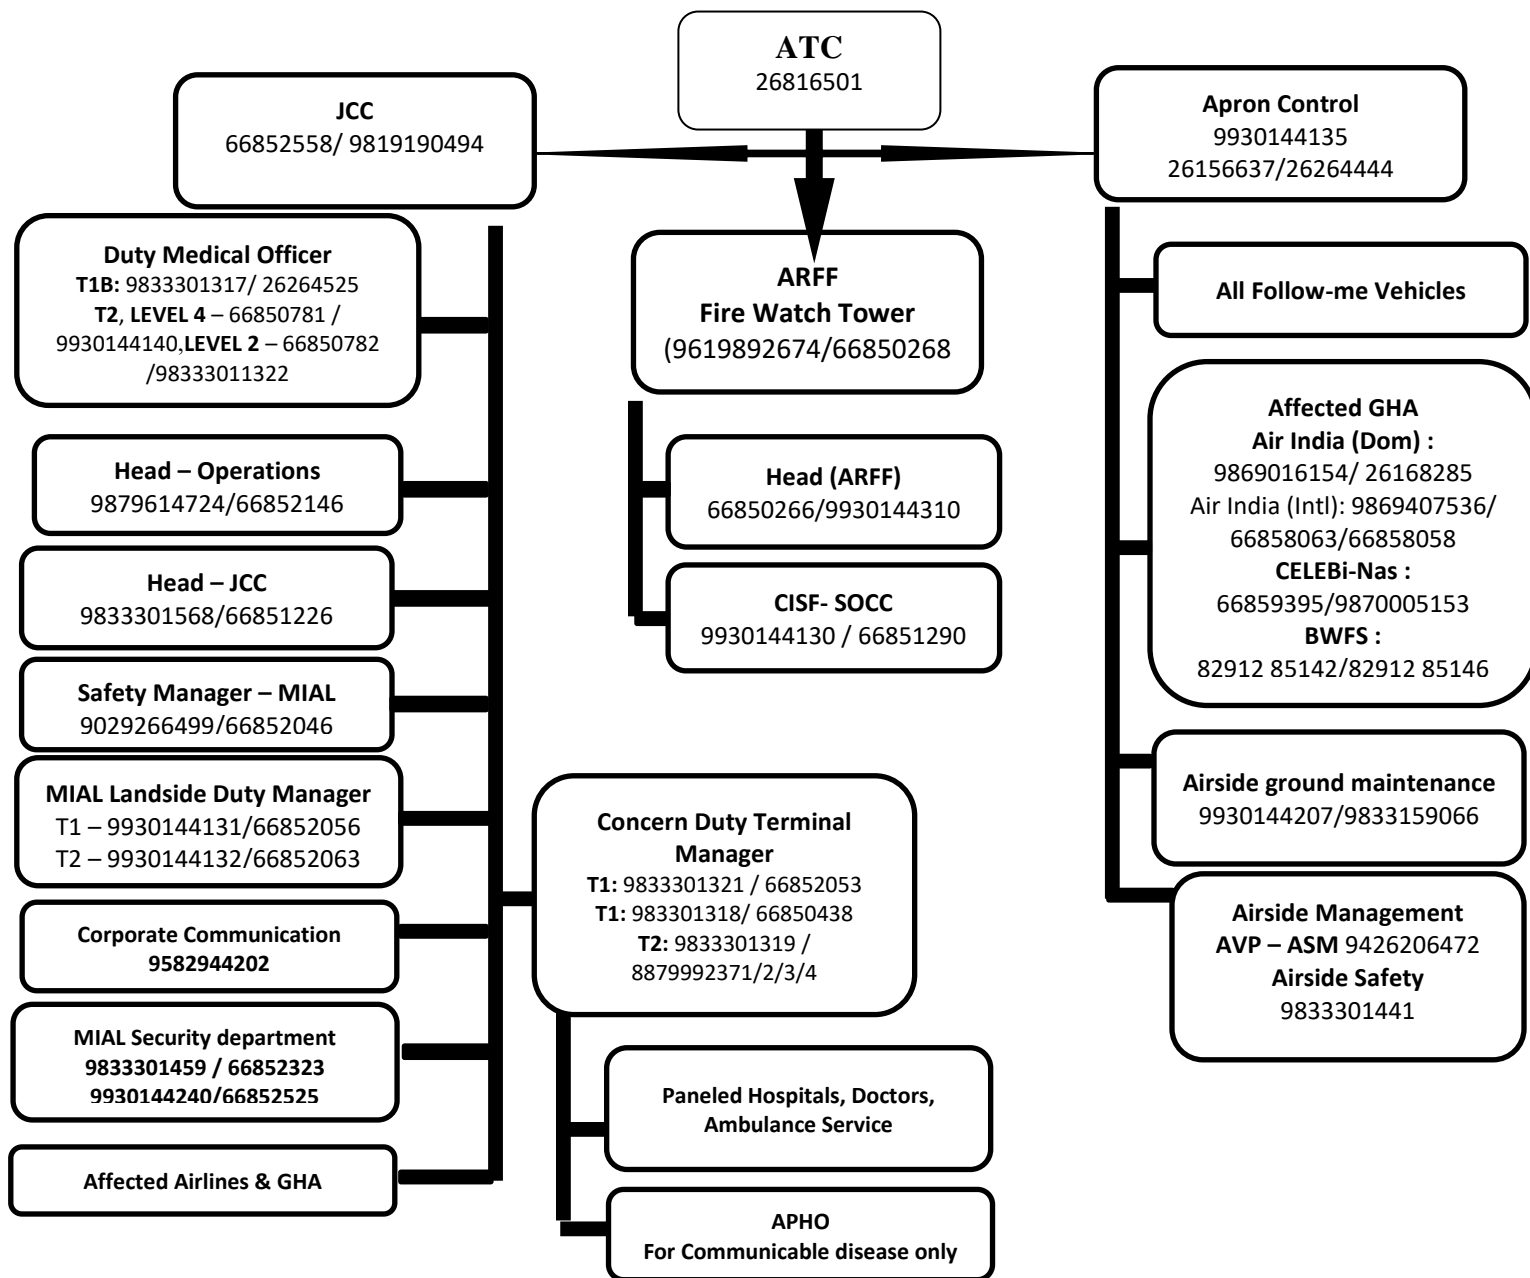 ATC
26816501
JCC
66852558/ 9819190494
Apron Control
9930144135
26156637/26264444
Duty Medical Officer
T1B: 9833301317/ 26264525
T2, LEVEL 4 – 66850781 /
9930144140,LEVEL 2 – 66850782
/98333011322
Head – Operations
9879614724/66852146
Head – JCC
9833301568/66851226
Safety Manager – MIAL
9029266499/66852046
MIAL Landside Duty Manager
T1 – 9930144131/66852056
T2 – 9930144132/66852063
Corporate Communication
9582944202
MIAL Security department
9833301459 / 66852323
9930144240/66852525
Affected Airlines & GHA
ARFF
Fire Watch Tower
(9619892674/66850268
Head (ARFF)
66850266/9930144310
CISF- SOCC
9930144130 / 66851290
Concern Duty Terminal
Manager
T1: 9833301321 / 66852053
T1: 983301318/ 66850438
T2: 9833301319 /
8879992371/2/3/4
Paneled Hospitals, Doctors,
Ambulance Service
APHO
For Communicable disease only
All Follow-me Vehicles
Affected GHA
Air India (Dom) :
9869016154/ 26168285
Air India (Intl): 9869407536/
66858063/66858058
CELEBi-Nas :
66859395/9870005153
BWFS :
82912 85142/82912 85146
Airside ground maintenance
9930144207/9833159066
Airside Management
AVP – ASM 9426206472
Airside Safety
9833301441